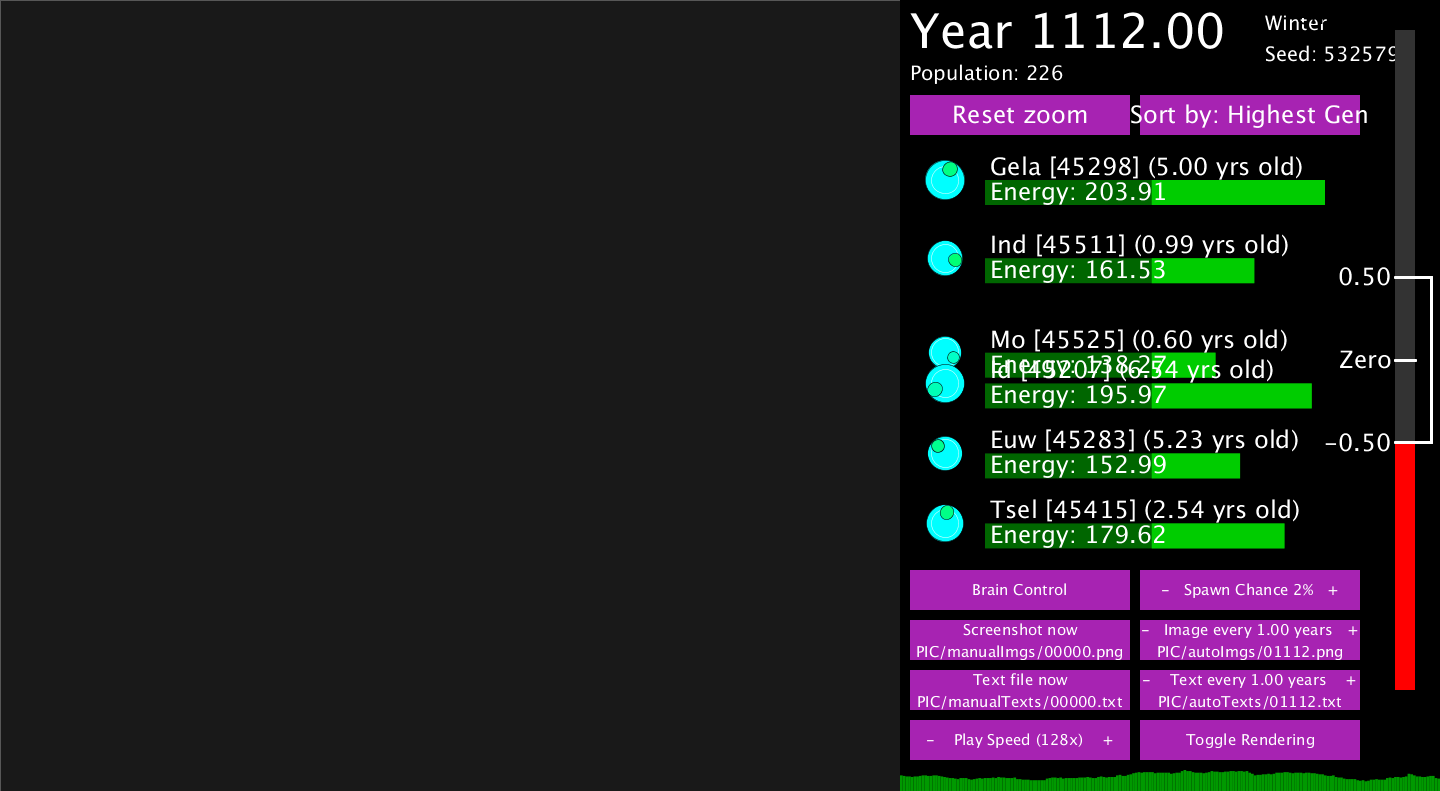 Year 1112.00
Winter
Seed: 532579
Population: 226
Reset zoom
Sort by: Highest Gen
Gela [45298] (5.00 yrs old)
Energy: 203.91
Ind [45511] (0.99 yrs old)
Energy: 161.53
0.50
Mo [45525] (0.60 yrs old)
Energy: 138.27
Zero
Id [45207] (6.54 yrs old)
Energy: 195.97
Euw [45283] (5.23 yrs old)
-0.50
Energy: 152.99
Tsel [45415] (2.54 yrs old)
Energy: 179.62
Brain Control
- Spawn Chance 2% +
Screenshot now
PIC/manualImgs/00000.png
- Image every 1.00 years +
PIC/autoImgs/01112.png
Text file now
PIC/manualTexts/00000.txt
- Text every 1.00 years +
PIC/autoTexts/01112.txt
- Play Speed (128x) +
Toggle Rendering